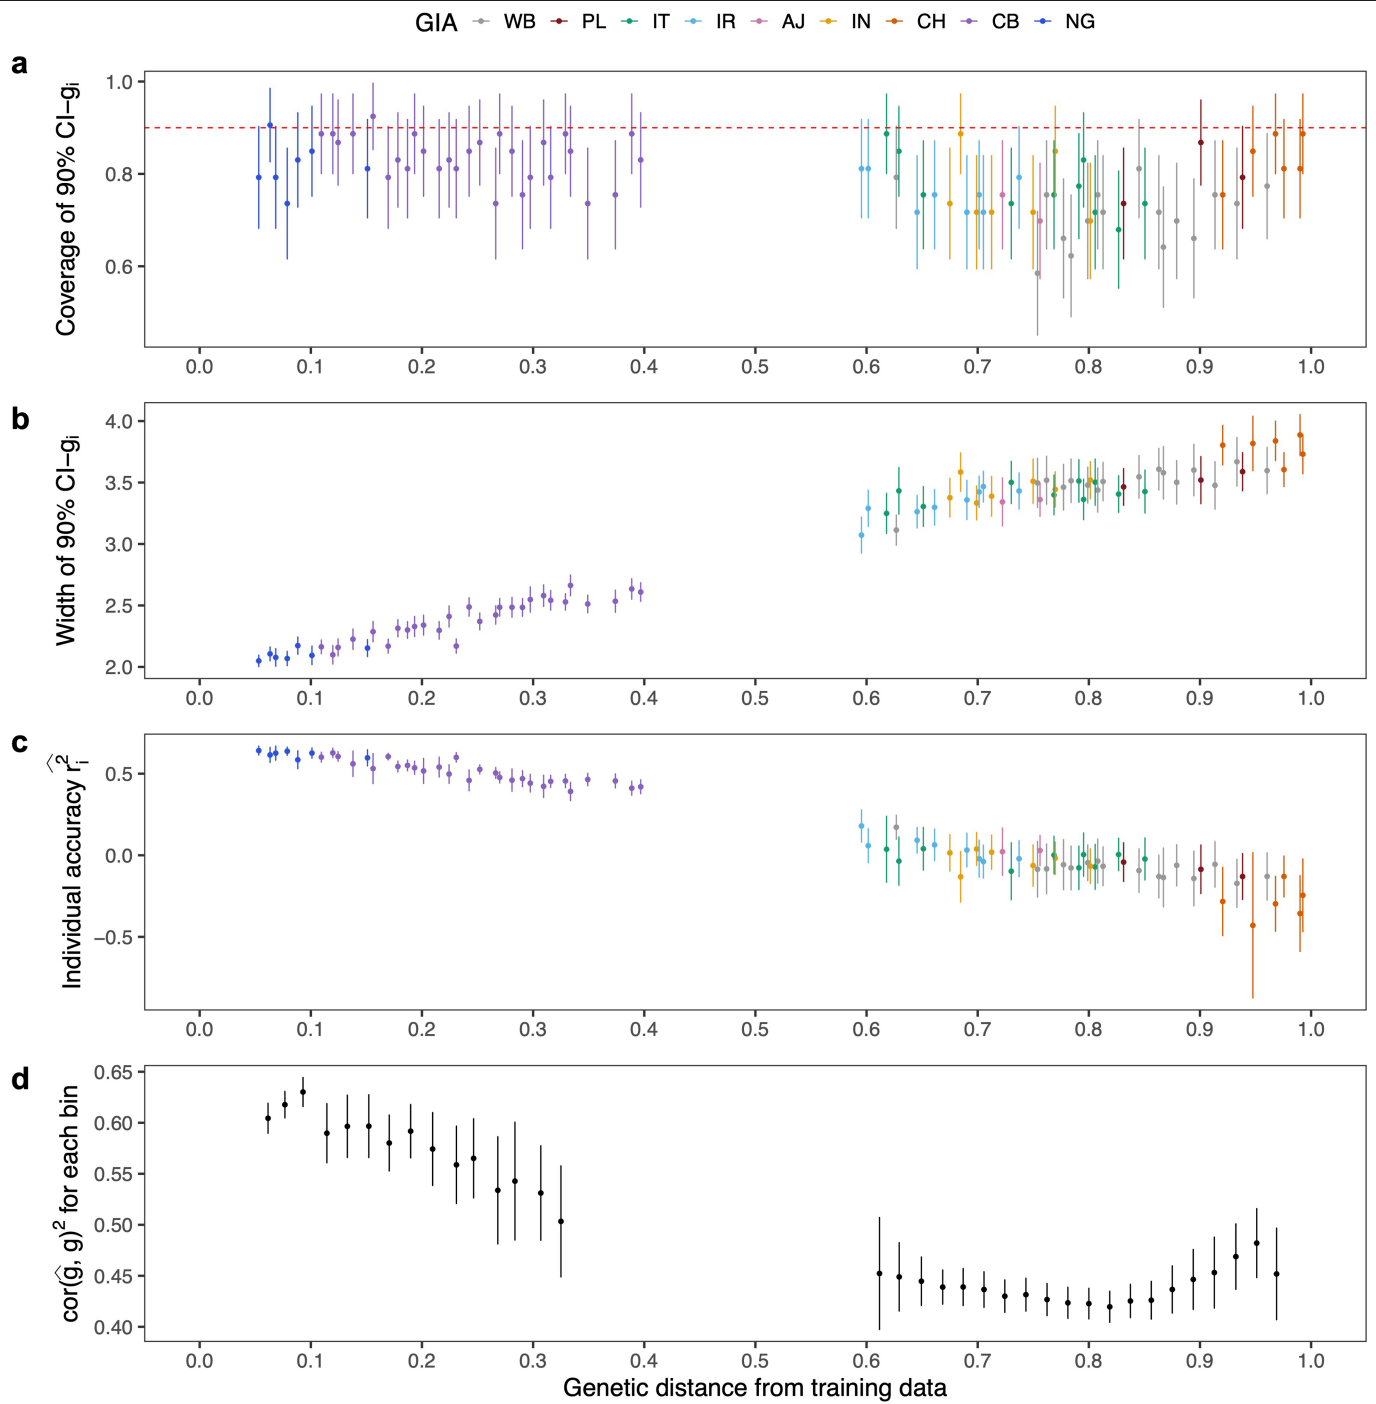 GIA WB PL IT IR AJ IN CH CB NG
a
Coverage of 90% CI−gᵢ
1.0
0.8
0.6
0.0 0.1 0.2 0.3 0.4 0.5 0.6 0.7 0.8 0.9 1.0
b
Width of 90% CI−gᵢ
4.0
3.5
3.0
2.5
2.0
0.0 0.1 0.2 0.3 0.4 0.5 0.6 0.7 0.8 0.9 1.0
c
Individual accuracy r̂ᵢ²
0.5
0.0
−0.5
0.0 0.1 0.2 0.3 0.4 0.5 0.6 0.7 0.8 0.9 1.0
d
cor(ĝ, g)² for each bin
0.65
0.60
0.55
0.50
0.45
0.40
0.0 0.1 0.2 0.3 0.4 0.5 0.6 0.7 0.8 0.9 1.0
Genetic distance from training data